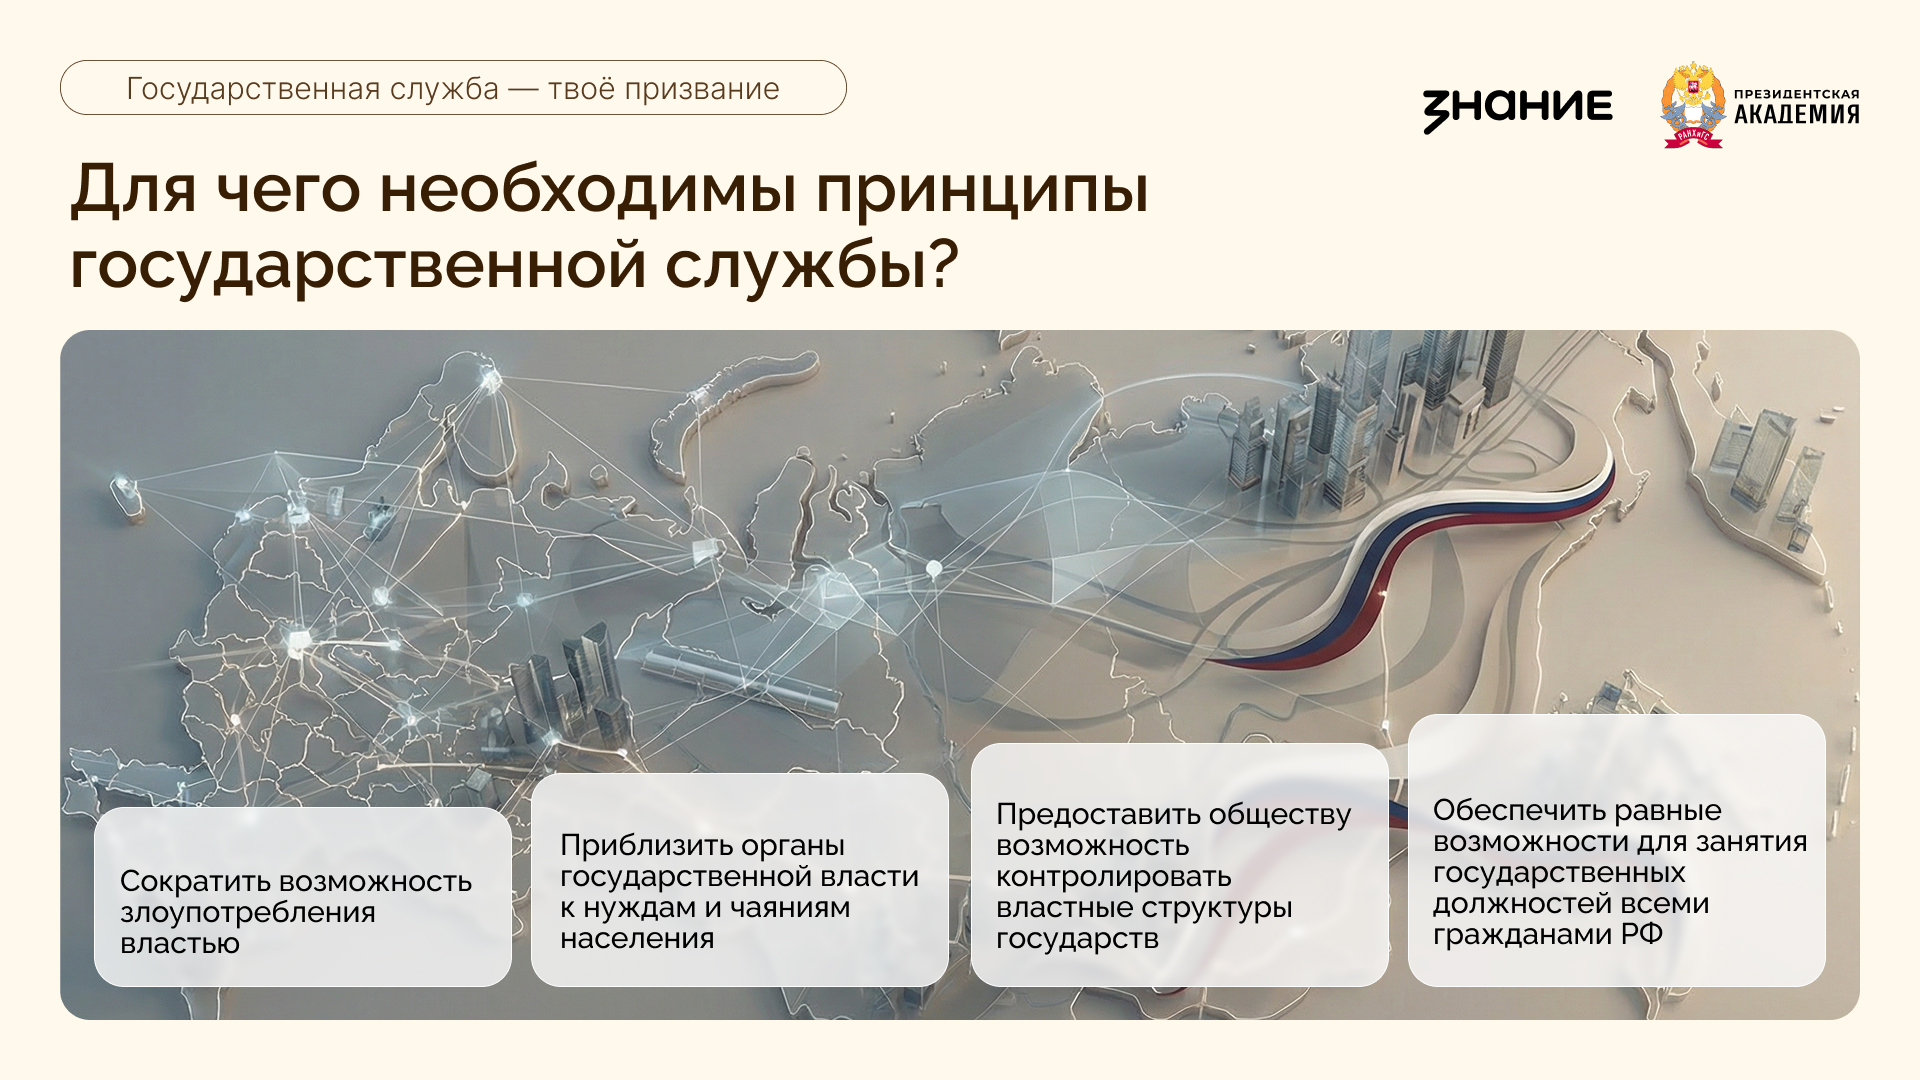 Государственная служба — твоё призвание
ЗНАНИЕ
ПРЕЗИДЕНТСКАЯ
АКАДЕМИЯ
РАНХиГС
Для чего необходимы принципы
государственной службы?
Сократить возможность
злоупотребления
властью
Приблизить органы
государственной власти
к нуждам и чаяниям
населения
Предоставить обществу
возможность
контролировать
властные структуры
государств
Обеспечить равные
возможности для занятия
государственных
должностей всеми
гражданами РФ